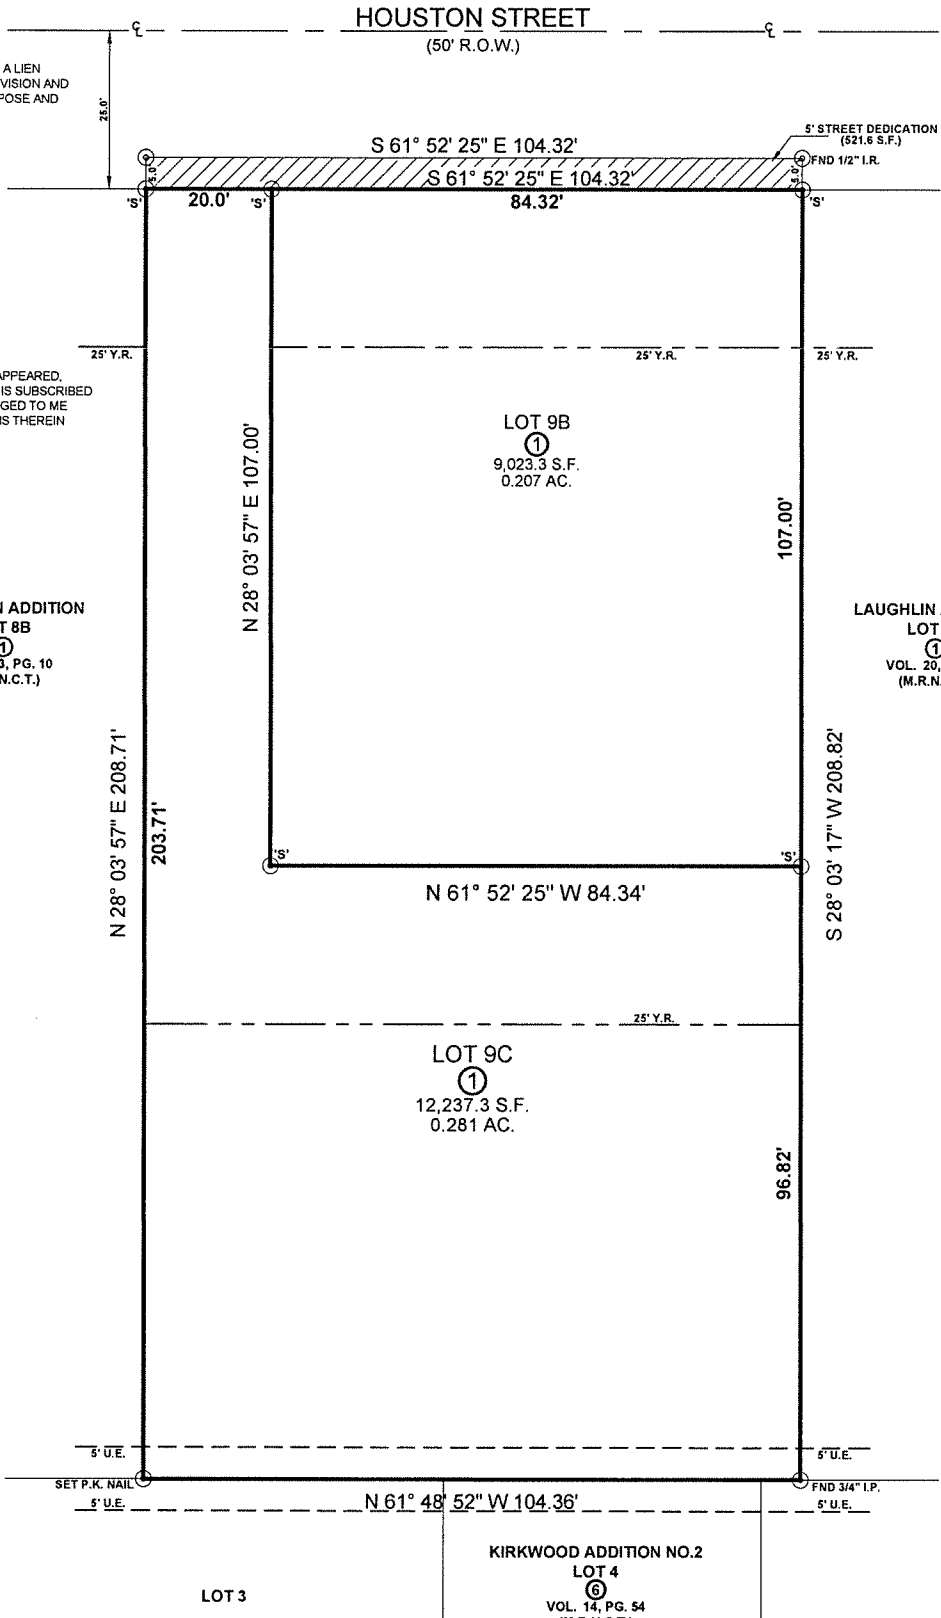 HOUSTON STREET
℄
℄
(50' R.O.W.)
A LIEN
VISION AND
POSE AND
25.0'
5' STREET DEDICATION
(521.6 S.F.)
S 61° 52' 25" E 104.32'
FND 1/2" I.R.
5.0'
5.0'
S 61° 52' 25" E 104.32'
'S'
20.0'
'S'
84.32'
'S'
25' Y.R.
25' Y.R.
25' Y.R.
APPEARED,
IS SUBSCRIBED
GED TO ME
IS THEREIN
LOT 9B
1
9,023.3 S.F.
0.207 AC.
N 28° 03' 57" E 107.00'
107.00'
N ADDITION
T 8B
1
3, PG. 10
N.C.T.)
LAUGHLIN
LOT
1
VOL. 20,
(M.R.N.
N 28° 03' 57" E 208.71'
203.71'
S 28° 03' 17" W 208.82'
'S'
'S'
N 61° 52' 25" W 84.34'
25' Y.R.
LOT 9C
1
12,237.3 S.F.
0.281 AC.
96.82'
5' U.E.
5' U.E.
SET P.K. NAIL
FND 3/4" I.P.
5' U.E.
N 61° 48' 52" W 104.36'
5' U.E.
KIRKWOOD ADDITION NO.2
LOT 4
6
VOL. 14, PG. 54
LOT 3